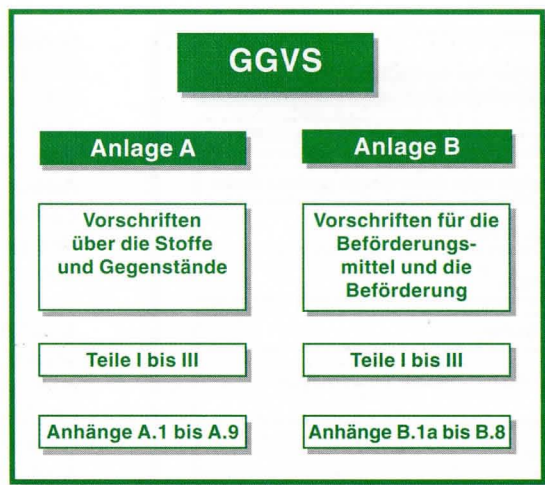 GGVS
Anlage A
Vorschriften
über die Stoffe
und Gegenstände
Teile I bis III
Anhänge A.1 bis A.9
Anlage B
Vorschriften für die
Beförderungs-
mittel und die
Beförderung
Teile I bis III
Anhänge B.1a bis B.8